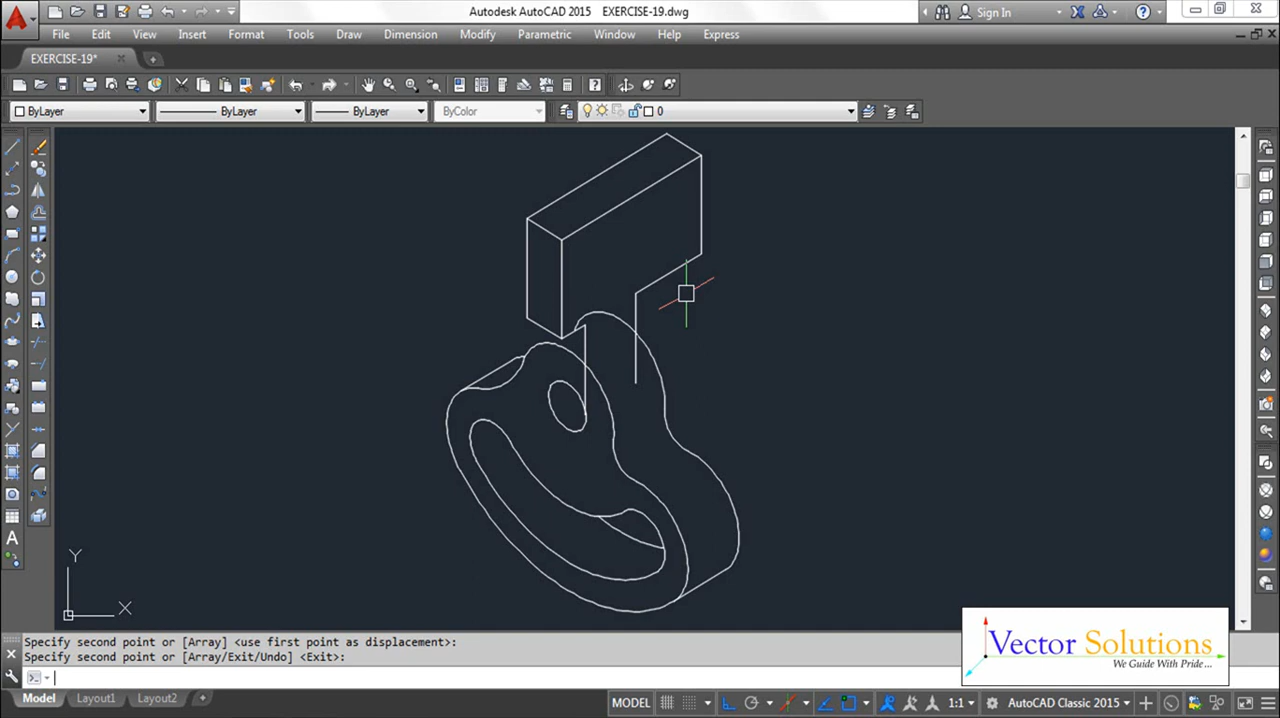 Autodesk AutoCAD 2015 EXERCISE-19.dwg
Sign In
File Edit View Insert Format Tools Draw Dimension Modify Parametric Window Help Express
EXERCISE-19*
ByLayer ByLayer ByLayer ByColor 0
Y
X
A
Specify second point or [Array] <use first point as displacement>:
Specify second point or [Array/Exit/Undo] <Exit>:
Vector Solutions
We Guide With Pride...
Model Layout1 Layout2
MODEL 1:1 AutoCAD Classic 2015